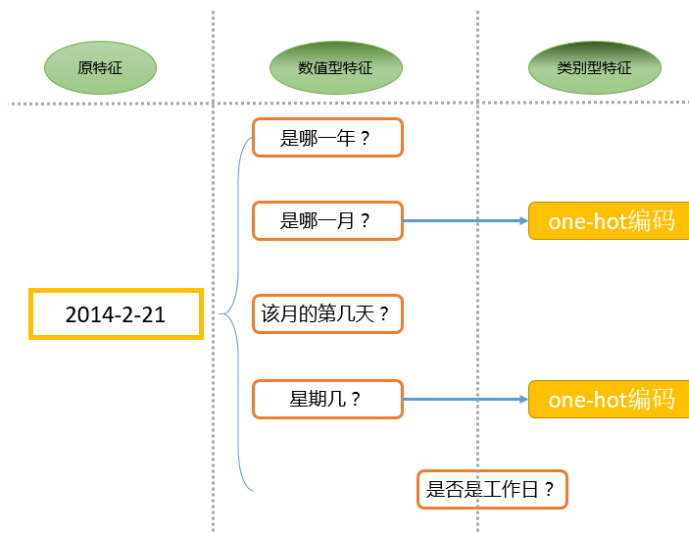 原特征
数值型特征
类别型特征
是哪一年？
是哪一月？
one-hot编码
2014-2-21
该月的第几天？
星期几？
one-hot编码
是否是工作日？